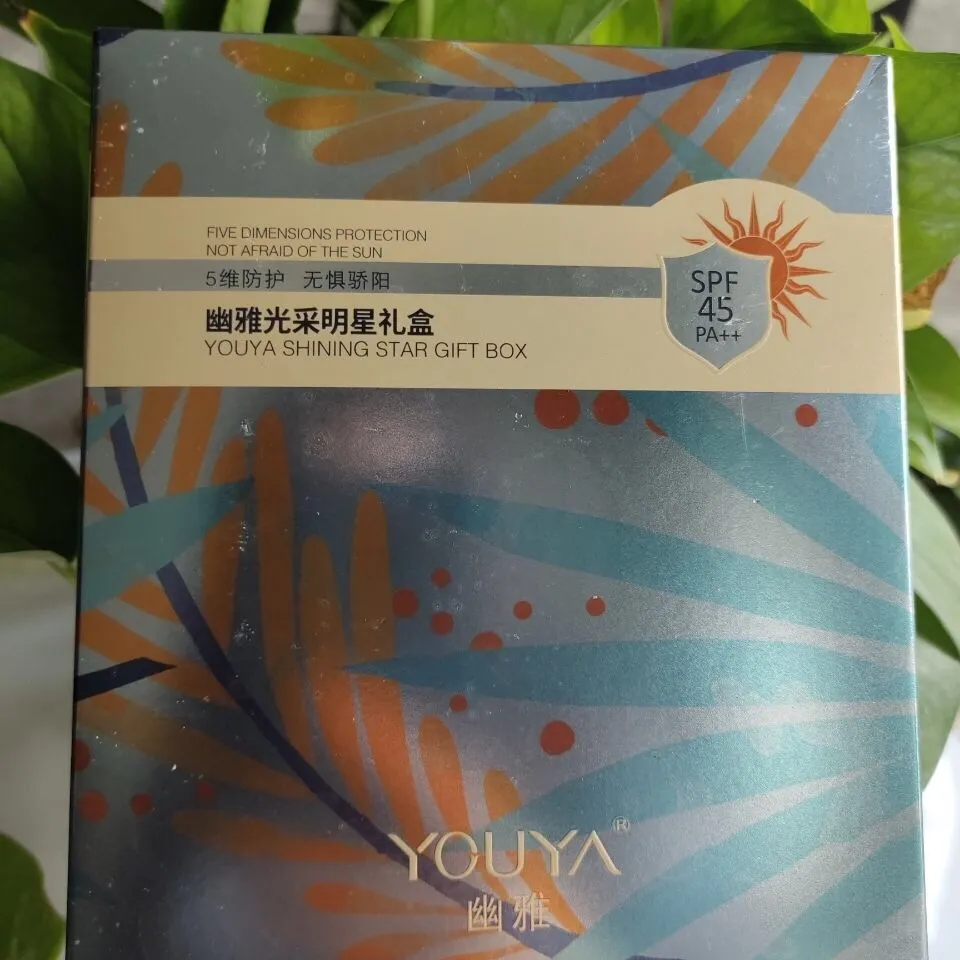 FIVE DIMENSIONS PROTECTION
NOT AFRAID OF THE SUN
5维防护 无惧骄阳
幽雅光采明星礼盒
YOUYA SHINING STAR GIFT BOX
SPF
45
PA++
YOUYA®
幽雅